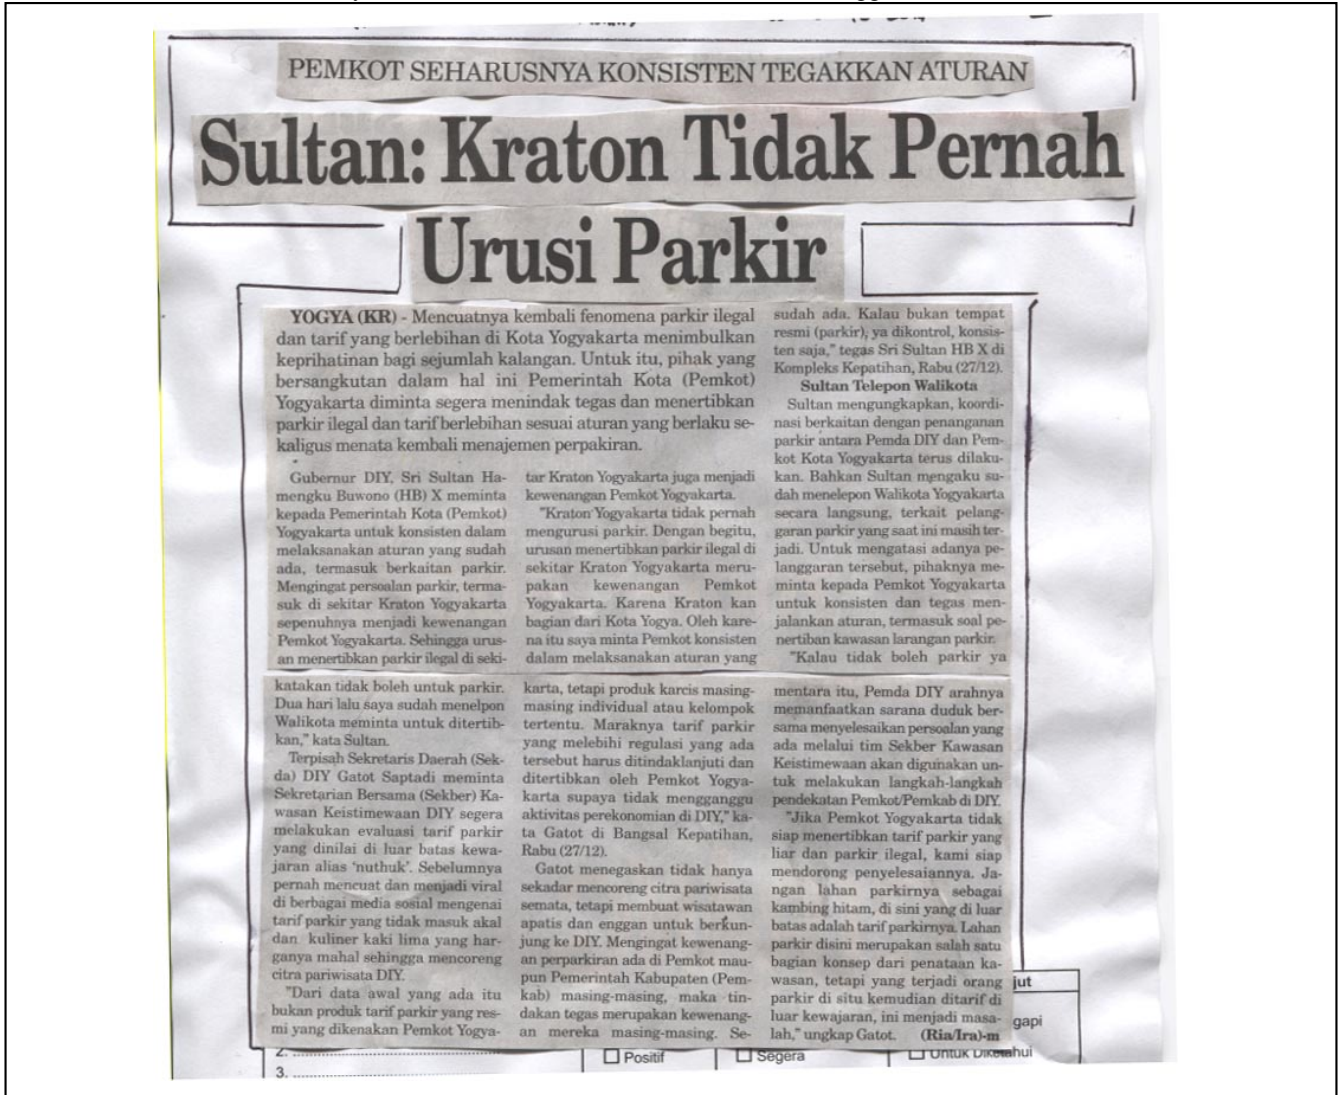 PEMKOT SEHARUSNYA KONSISTEN TEGAKKAN ATURAN
Sultan: Kraton Tidak Pernah
Urusi Parkir
YOGYA (KR) - Mencuatnya kembali fenomena parkir ilegal
dan tarif yang berlebihan di Kota Yogyakarta menimbulkan
keprihatinan bagi sejumlah kalangan. Untuk itu, pihak yang
bersangkutan dalam hal ini Pemerintah Kota (Pemkot)
Yogyakarta diminta segera menindak tegas dan menertibkan
parkir ilegal dan tarif berlebihan sesuai aturan yang berlaku se-
kaligus menata kembali manajemen perpakiran.
Gubernur DIY, Sri Sultan Ha-
mengku Buwono (HB) X meminta
kepada Pemerintah Kota (Pemkot)
Yogyakarta untuk konsisten dalam
melaksanakan aturan yang sudah
ada, termasuk berkaitan parkir.
Mengingat persoalan parkir, terma-
suk di sekitar Kraton Yogyakarta
sepenuhnya menjadi kewenangan
Pemkot Yogyakarta. Sehingga urus-
an menertibkan parkir ilegal di seki-
tar Kraton Yogyakarta juga menjadi
kewenangan Pemkot Yogyakarta.
"Kraton Yogyakarta tidak pernah
mengurusi parkir. Dengan begitu,
urusan menertibkan parkir ilegal di
sekitar Kraton Yogyakarta meru-
pakan kewenangan Pemkot
Yogyakarta. Karena Kraton kan
bagian dari Kota Yogya. Oleh kare-
na itu saya minta Pemkot konsisten
dalam melaksanakan aturan yang
sudah ada. Kalau bukan tempat
resmi (parkir), ya dikontrol, konsis-
ten saja," tegas Sri Sultan HB X di
Kompleks Kepatihan, Rabu (27/12).
Sultan Telepon Walikota
Sultan mengungkapkan, koordi-
nasi berkaitan dengan penanganan
parkir antara Pemda DIY dan Pem-
kot Kota Yogyakarta terus dilaku-
kan. Bahkan Sultan mengaku su-
dah menelepon Walikota Yogyakarta
secara langsung, terkait pelang-
garan parkir yang saat ini masih ter-
jadi. Untuk mengatasi adanya pe-
langgaran tersebut, pihaknya me-
minta kepada Pemkot Yogyakarta
untuk konsisten dan tegas men-
jalankan aturan, termasuk soal pe-
nertiban kawasan larangan parkir.
"Kalau tidak boleh parkir ya
katakan tidak boleh untuk parkir.
Dua hari lalu saya sudah menelpon
Walikota meminta untuk ditertib-
kan," kata Sultan.
Terpisah Sekretaris Daerah (Sek-
da) DIY Gatot Saptadi meminta
Sekretarian Bersama (Sekber) Ka-
wasan Keistimewaan DIY segera
melakukan evaluasi tarif parkir
yang dinilai di luar batas kewa-
jaran alias 'nuthuk'. Sebelumnya
pernah mencuat dan menjadi viral
di berbagai media sosial mengenai
tarif parkir yang tidak masuk akal
dan kuliner kaki lima yang har-
ganya mahal sehingga mencoreng
citra pariwisata DIY.
"Dari data awal yang ada itu
bukan produk tarif parkir yang res-
mi yang dikenakan Pemkot Yogya-
karta, tetapi produk karcis masing-
masing individual atau kelompok
tertentu. Maraknya tarif parkir
yang melebihi regulasi yang ada
tersebut harus ditindaklanjuti dan
ditertibkan oleh Pemkot Yogya-
karta supaya tidak mengganggu
aktivitas perekonomian di DIY," ka-
ta Gatot di Bangsal Kepatihan,
Rabu (27/12).
Gatot menegaskan tidak hanya
sekadar mencoreng citra pariwisata
semata, tetapi membuat wisatawan
apatis dan enggan untuk berkun-
jung ke DIY. Mengingat kewenang-
an perparkiran ada di Pemkot mau-
pun Pemerintah Kabupaten (Pem-
kab) masing-masing, maka tin-
dakan tegas merupakan kewenang-
an mereka masing-masing. Se-
mentara itu, Pemda DIY arahnya
memanfaatkan sarana duduk ber-
sama menyelesaikan persoalan yang
ada melalui tim Sekber Kawasan
Keistimewaan akan digunakan un-
tuk melakukan langkah-langkah
pendekatan Pemkot/Pemkab di DIY.
"Jika Pemkot Yogyakarta tidak
siap menertibkan tarif parkir yang
liar dan parkir ilegal, kami siap
mendorong penyelesaiannya. Ja-
ngan lahan parkirnya sebagai
kambing hitam, di sini yang di luar
batas adalah tarif parkirnya. Lahan
parkir disini merupakan salah satu
bagian konsep dari penataan ka-
wasan, tetapi yang terjadi orang
parkir di situ kemudian ditarif di
luar kewajaran, ini menjadi masa-
lah," ungkap Gatot. (Ria/Ira)-m
jut
gapi
2. Positif Segera Untuk Diketahui
3.